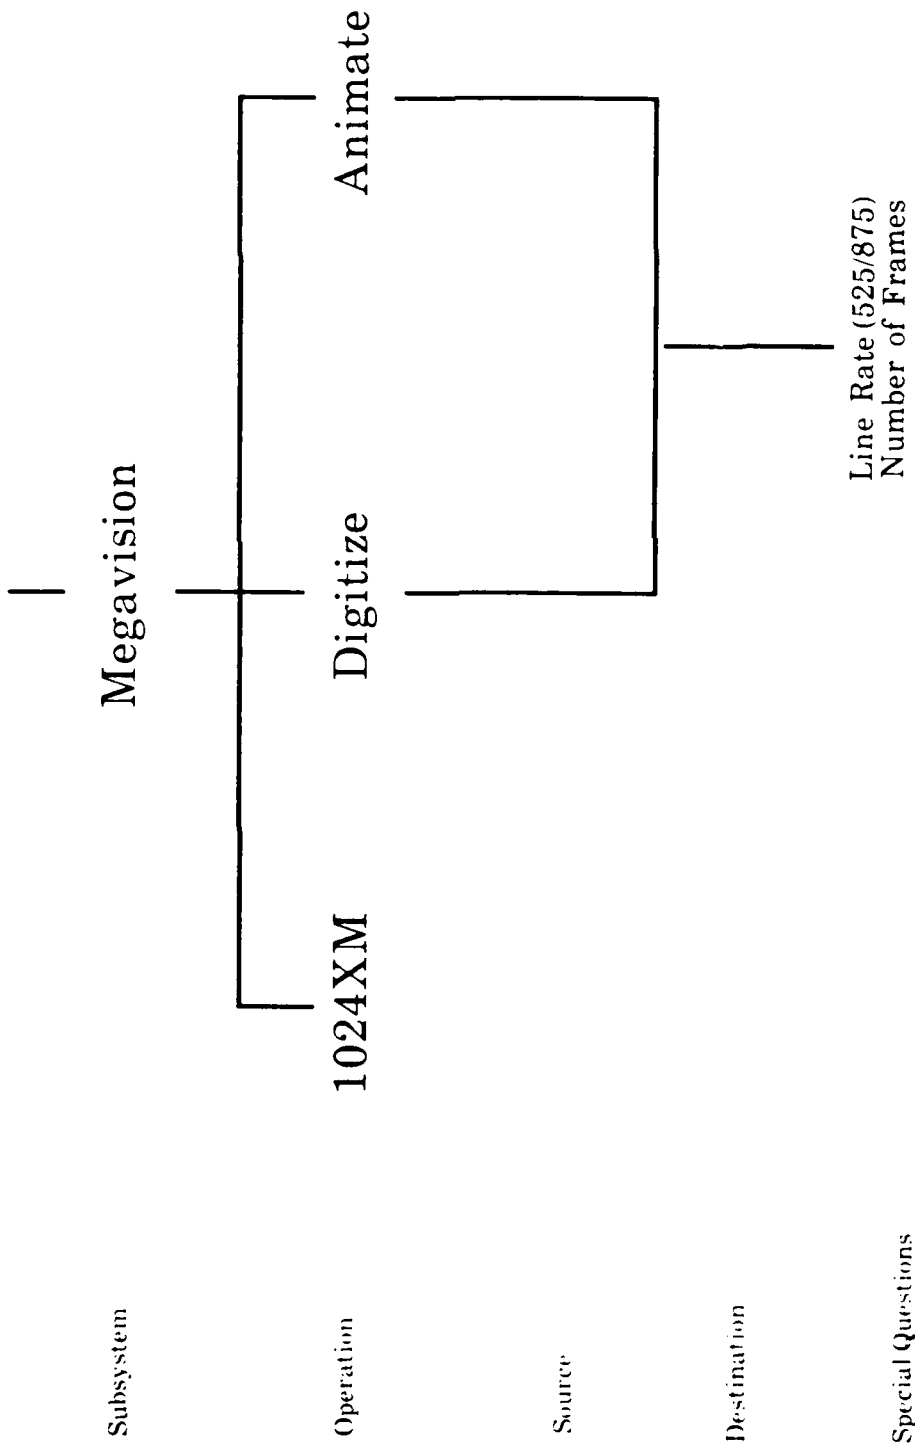 Subsystem
Megavision
Operation
1024XM
Digitize
Animate
Source
Destination
Special Questions
Line Rate (525/875)
Number of Frames